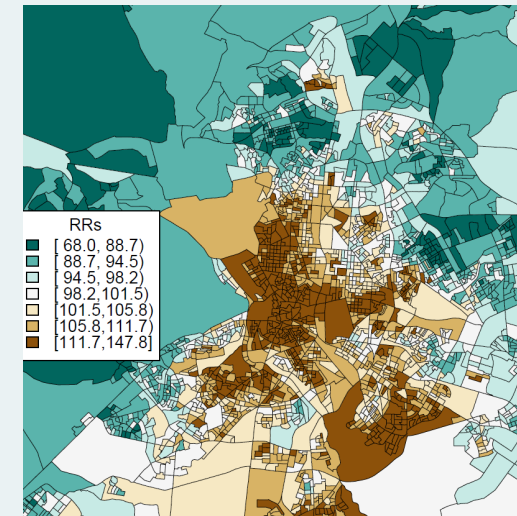 RRs
[ 68.0, 88.7)
[ 88.7, 94.5)
[ 94.5, 98.2)
[ 98.2,101.5)
[101.5,105.8)
[105.8,111.7)
[111.7,147.8]